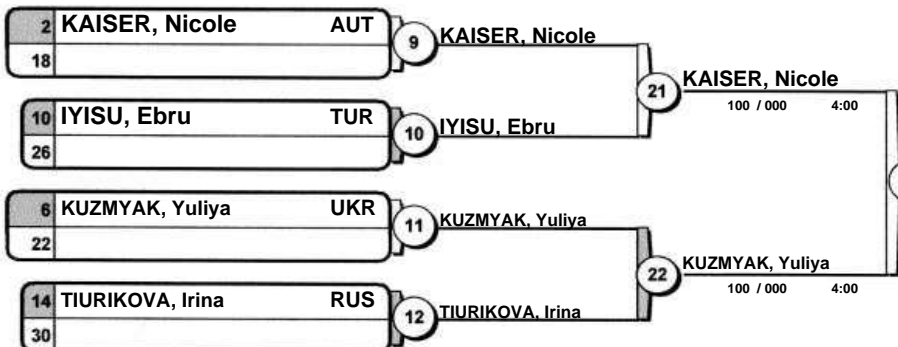 2 KAISER, Nicole AUT
18
9 KAISER, Nicole
10 IYISU, Ebru TUR
26
10 IYISU, Ebru
21 KAISER, Nicole
100 / 000 4:00
6 KUZMYAK, Yuliya UKR
22
11 KUZMYAK, Yuliya
14 TIURIKOVA, Irina RUS
30
12 TIURIKOVA, Irina
22 KUZMYAK, Yuliya
100 / 000 4:00